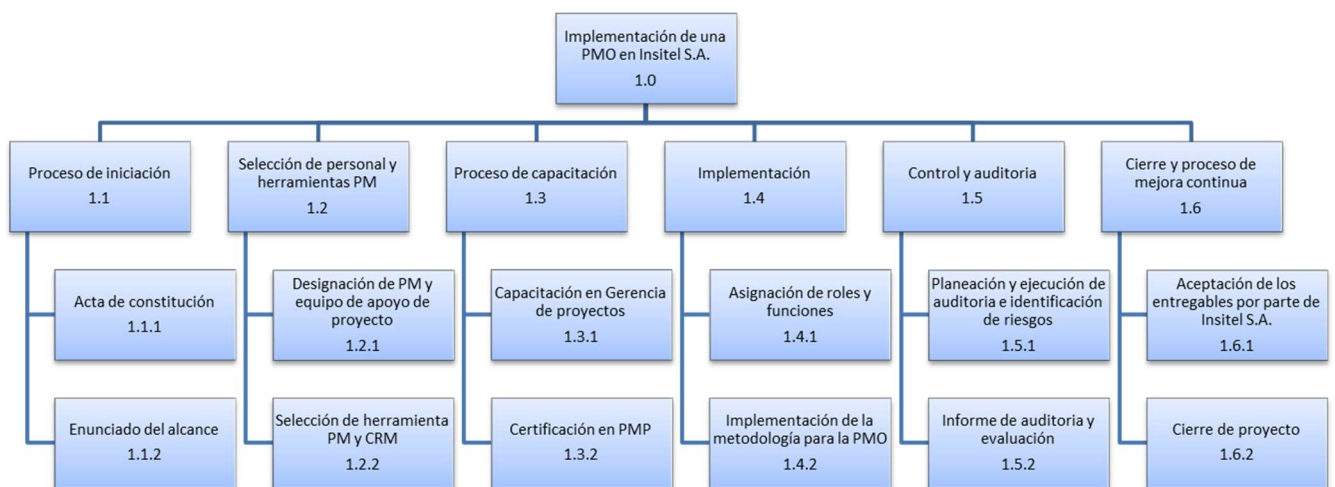 Implementación de una
PMO en Insitel S.A.
1.0
Proceso de iniciación
1.1
Selección de personal y
herramientas PM
1.2
Proceso de capacitación
1.3
Implementación
1.4
Control y auditoria
1.5
Cierre y proceso de
mejora continua
1.6
Acta de constitución
1.1.1
Designación de PM y
equipo de apoyo de
proyecto
1.2.1
Capacitación en Gerencia
de proyectos
1.3.1
Asignación de roles y
funciones
1.4.1
Planeación y ejecución de
auditoria e identificación
de riesgos
1.5.1
Aceptación de los
entregables por parte de
Insitel S.A.
1.6.1
Enunciado del alcance
1.1.2
Selección de herramienta
PM y CRM
1.2.2
Certificación en PMP
1.3.2
Implementación de la
metodología para la PMO
1.4.2
Informe de auditoria y
evaluación
1.5.2
Cierre de proyecto
1.6.2